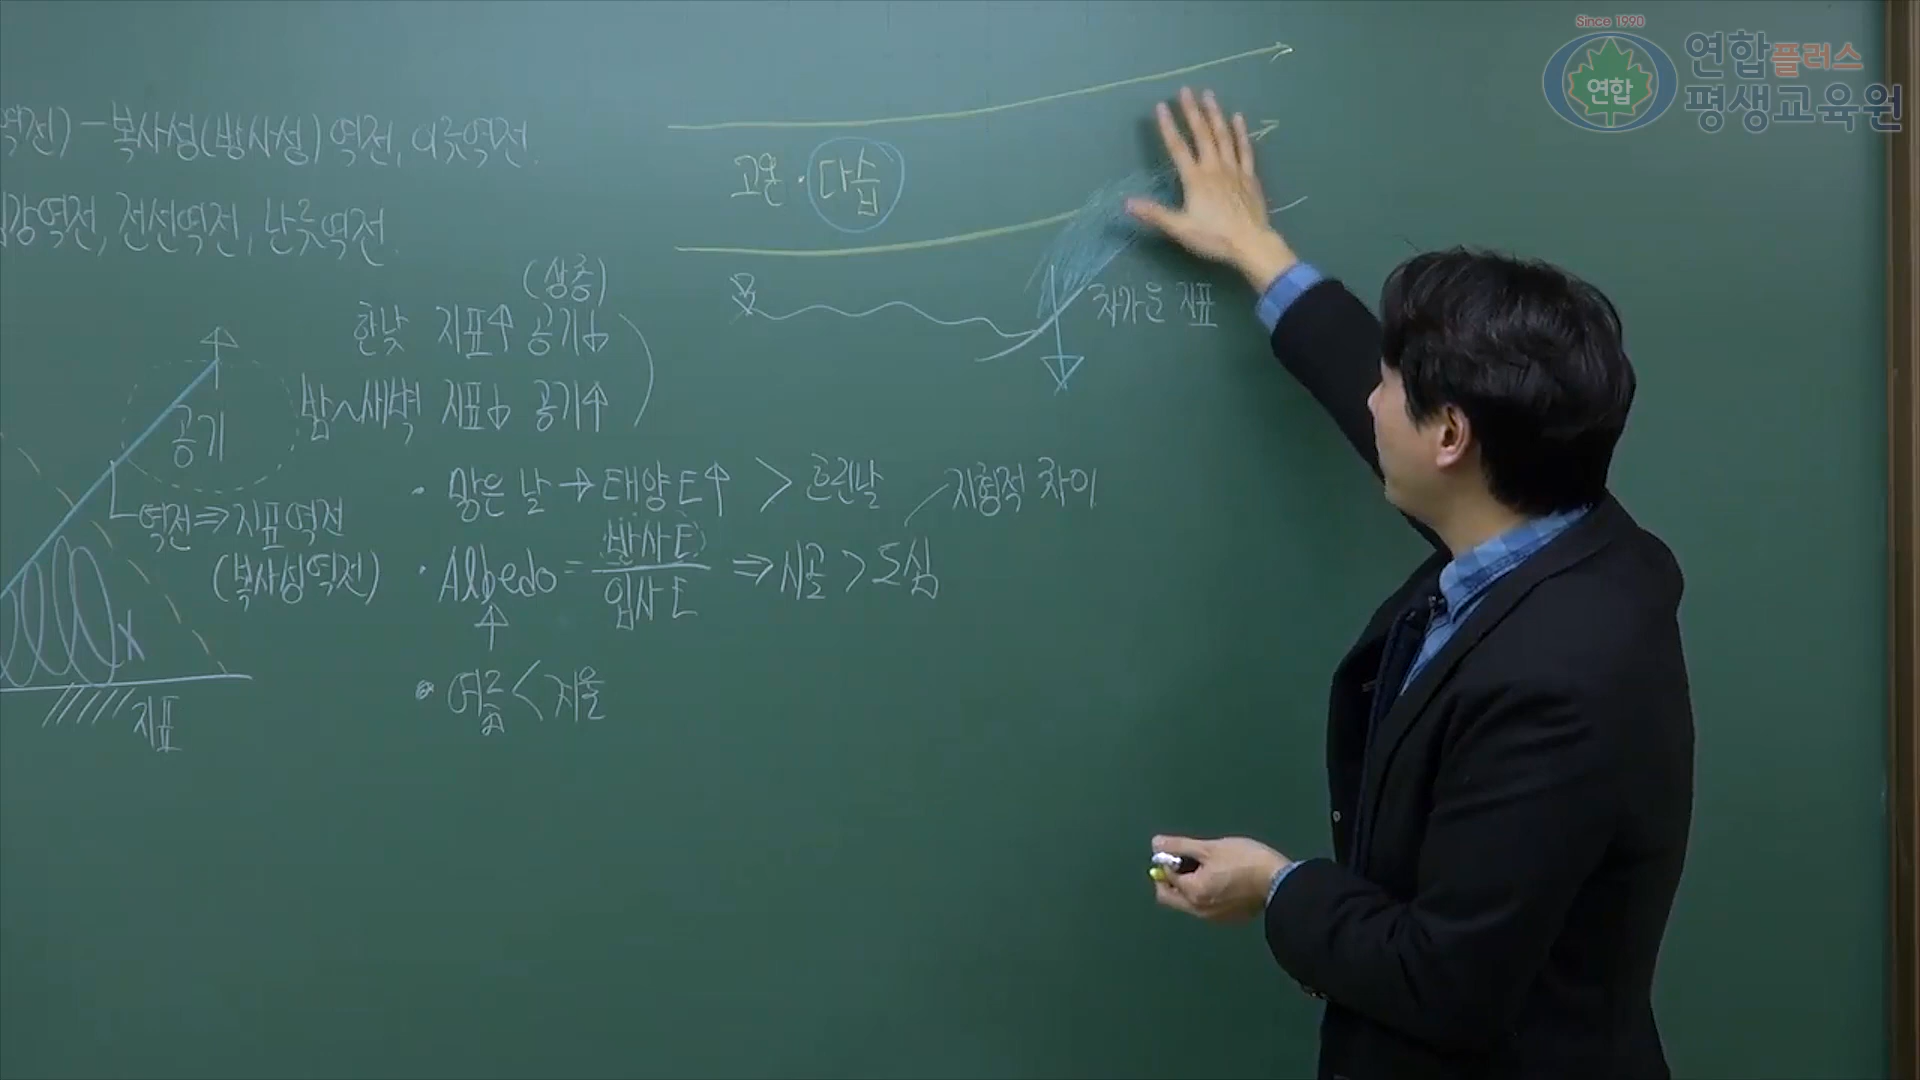 Since 1990
연합
연합플러스
평생교육원
역전) - 복사성(방사성) 역전, 이류역전.
침강역전, 전선역전, 난류역전.
고온 · 다습
차가운 지표
(상층)
한낮 지표↑ 공기↓
밤~새벽 지표↓ 공기↑
공기
역전⇒지표역전
(복사성역전)
X
지표
· 맑은 날 → 태양E↑ > 흐린날
지형적 차이
· Albedo = 반사E / 입사E ⇒ 시골 > 도심
↑
• 여름 < 겨울